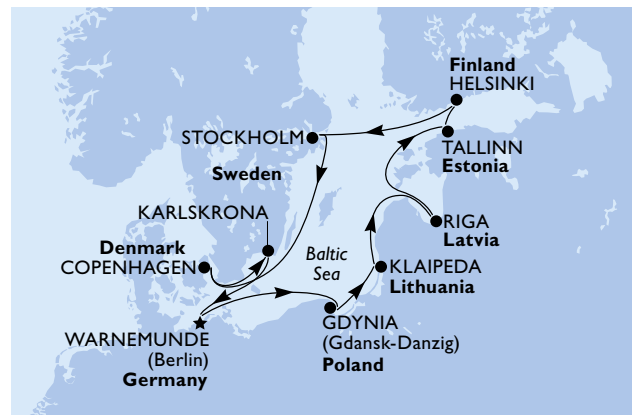 Finland
HELSINKI
STOCKHOLM
TALLINN
Estonia
Sweden
KARLSKRONA
RIGA
Latvia
Denmark
COPENHAGEN
Baltic
Sea
KLAIPEDA
Lithuania
GDYNIA
(Gdansk-Danzig)
Poland
WARNEMUNDE
(Berlin)
Germany